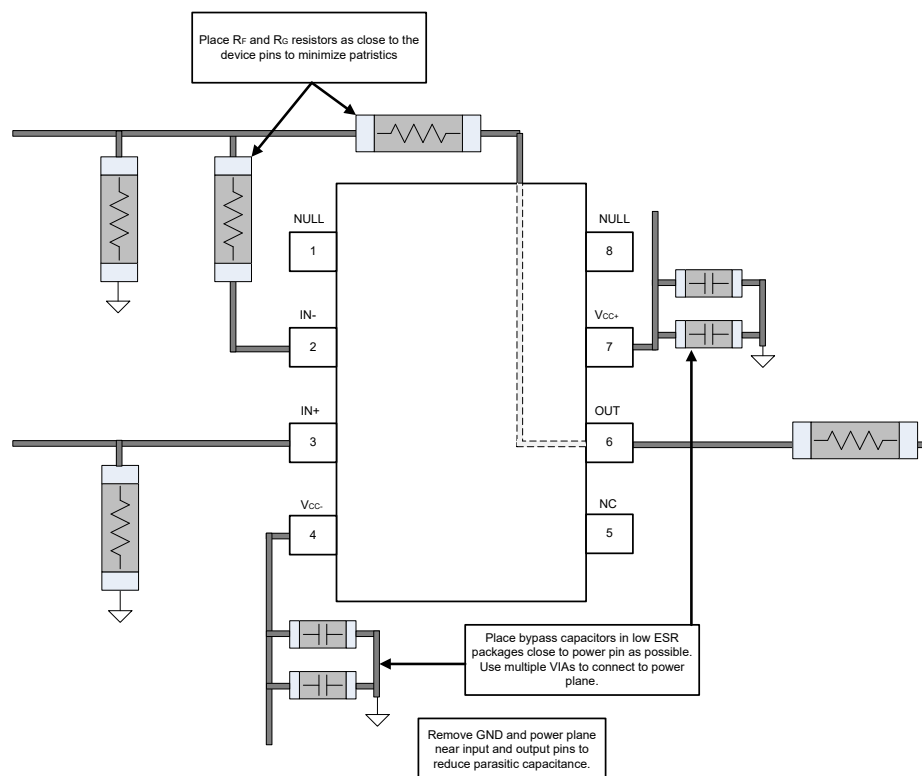 Place RF and RG resistors as close to the
device pins to minimize patristics
NULL
1
NULL
8
IN-
2
VCC+
7
IN+
3
OUT
6
VCC-
4
NC
5
Place bypass capacitors in low ESR
packages close to power pin as possible.
Use multiple VIAs to connect to power
plane.
Remove GND and power plane
near input and output pins to
reduce parasitic capacitance.